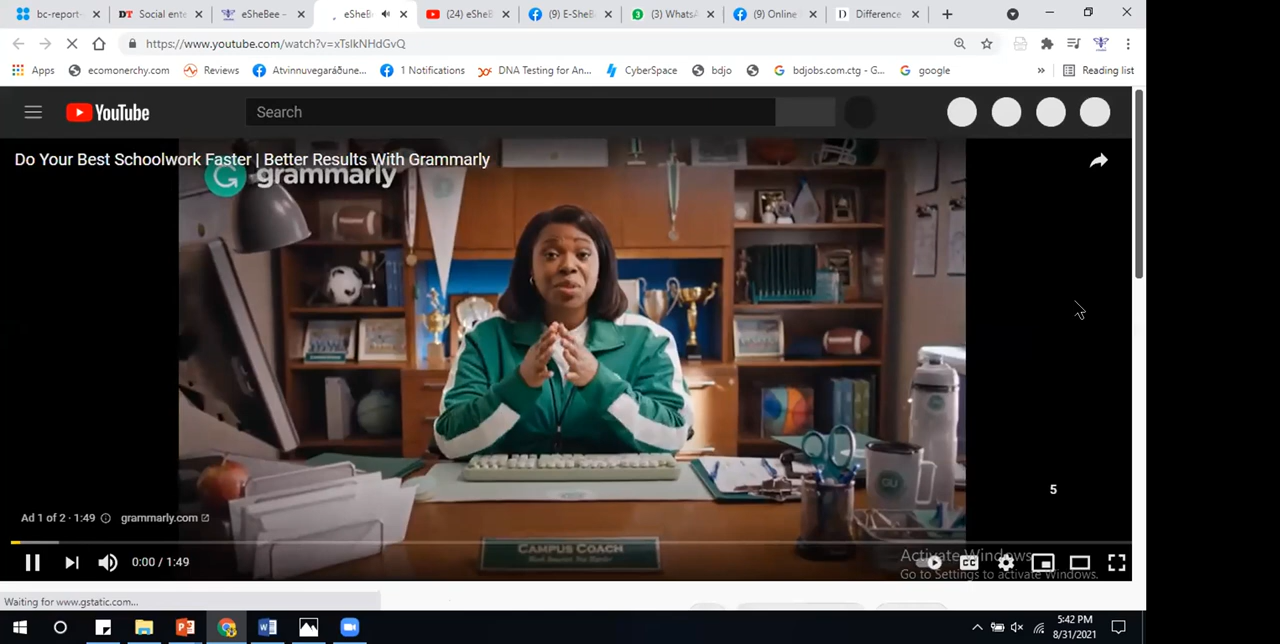 bc-report-
Social ente
eSheBee –
eSheB
(24) eSheB
(9) E-SheB
(3) WhatsA
(9) Online
Difference
https://www.youtube.com/watch?v=xTslkNHdGvQ
Apps
ecomonerchy.com
Reviews
Atvinnuvegaráðune...
1 Notifications
DNA Testing for An...
CyberSpace
bdjo
bdjobs.com.ctg - G...
google
»
Reading list
YouTube
Search
Do Your Best Schoolwork Faster | Better Results With Grammarly
grammarly
GU
5
Ad 1 of 2 · 1:49
grammarly.com
CAMPUS COACH
0:00 / 1:49
CC
Activate Windows
Go to Settings to activate Windows.
Waiting for www.gstatic.com...
5:42 PM
8/31/2021